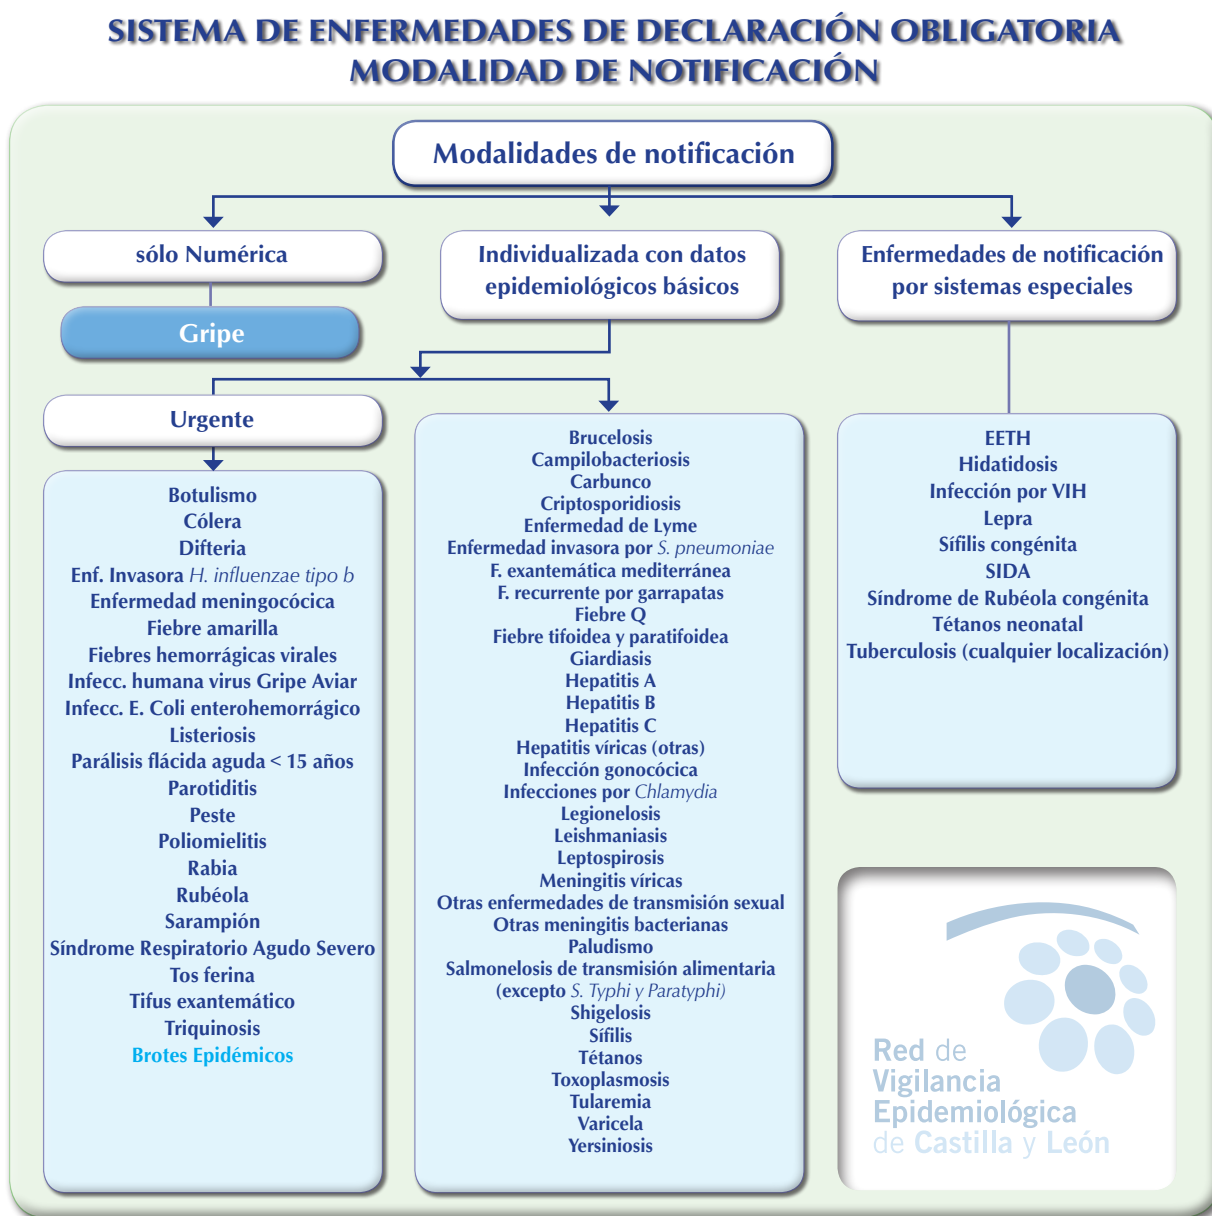 SISTEMA DE ENFERMEDADES DE DECLARACIÓN OBLIGATORIA
MODALIDAD DE NOTIFICACIÓN
Modalidades de notificación
sólo Numérica
Gripe
Individualizada con datos
epidemiológicos básicos
Enfermedades de notificación
por sistemas especiales
Urgente
Botulismo
Cólera
Difteria
Enf. Invasora H. influenzae tipo b
Enfermedad meningocócica
Fiebre amarilla
Fiebres hemorrágicas virales
Infecc. humana virus Gripe Aviar
Infecc. E. Coli enterohemorrágico
Listeriosis
Parálisis flácida aguda < 15 años
Parotiditis
Peste
Poliomielitis
Rabia
Rubéola
Sarampión
Síndrome Respiratorio Agudo Severo
Tos ferina
Tifus exantemático
Triquinosis
Brotes Epidémicos
Brucelosis
Campilobacteriosis
Carbunco
Criptosporidiosis
Enfermedad de Lyme
Enfermedad invasora por S. pneumoniae
F. exantemática mediterránea
F. recurrente por garrapatas
Fiebre Q
Fiebre tifoidea y paratifoidea
Giardiasis
Hepatitis A
Hepatitis B
Hepatitis C
Hepatitis víricas (otras)
Infección gonocócica
Infecciones por Chlamydia
Legionelosis
Leishmaniasis
Leptospirosis
Meningitis víricas
Otras enfermedades de transmisión sexual
Otras meningitis bacterianas
Paludismo
Salmonelosis de transmisión alimentaria
(excepto S. Typhi y Paratyphi)
Shigelosis
Sífilis
Tétanos
Toxoplasmosis
Tularemia
Varicela
Yersiniosis
EETH
Hidatidosis
Infección por VIH
Lepra
Sífilis congénita
SIDA
Síndrome de Rubéola congénita
Tétanos neonatal
Tuberculosis (cualquier localización)
Red de
Vigilancia
Epidemiológica
de Castilla y León